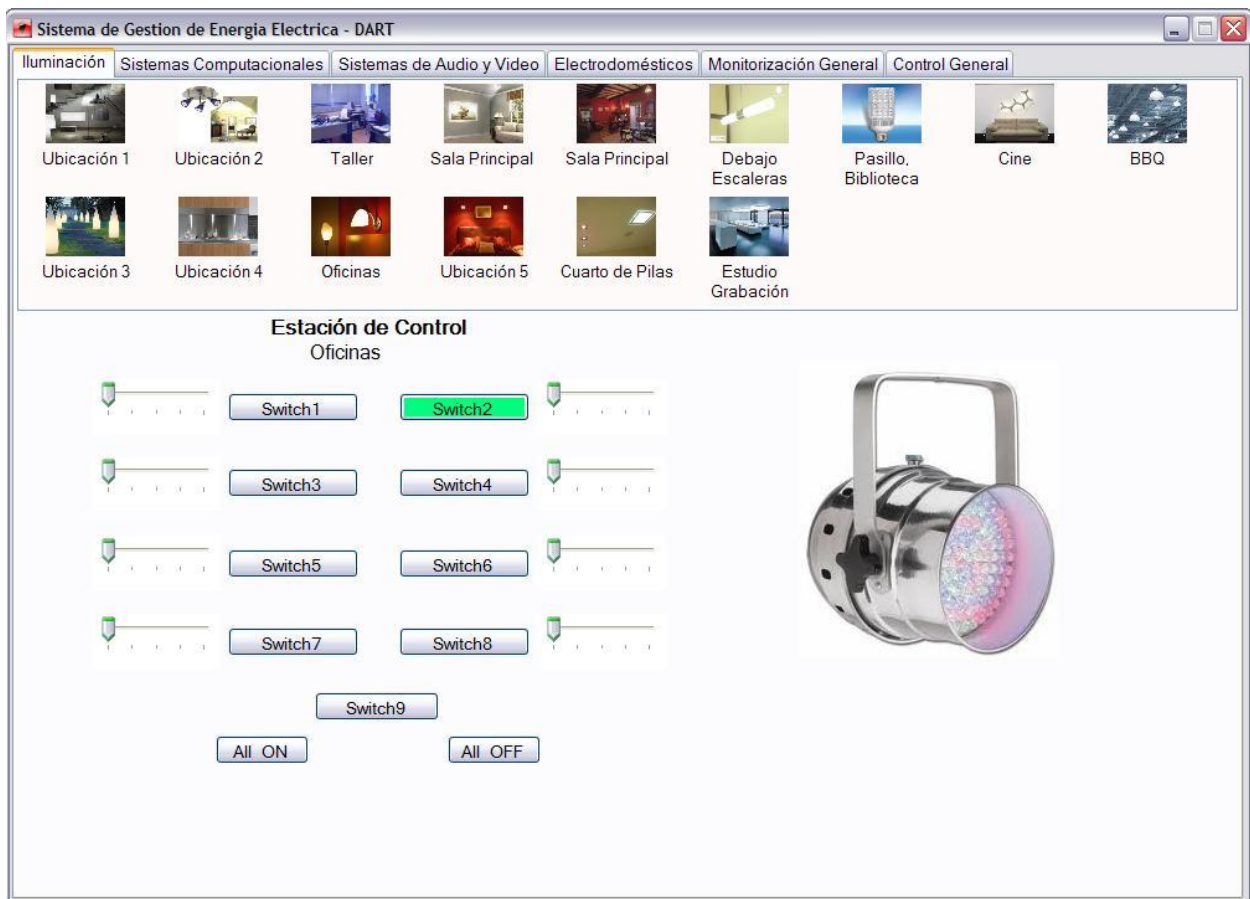 Sistema de Gestion de Energia Electrica - DART
Iluminación Sistemas Computacionales Sistemas de Audio y Video Electrodomésticos Monitorización General Control General
Ubicación 1 Ubicación 2 Taller Sala Principal Sala Principal Debajo Escaleras Pasillo, Biblioteca Cine BBQ
Ubicación 3 Ubicación 4 Oficinas Ubicación 5 Cuarto de Pilas Estudio Grabación
Estación de Control
Oficinas
Switch1 Switch2
Switch3 Switch4
Switch5 Switch6
Switch7 Switch8
Switch9
All ON All OFF